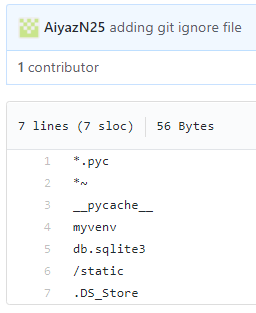 AiyazN25 adding git ignore file
1 contributor
7 lines (7 sloc) 56 Bytes
1 *.pyc
2 *~
3 __pycache__
4 myvenv
5 db.sqlite3
6 /static
7 .DS_Store